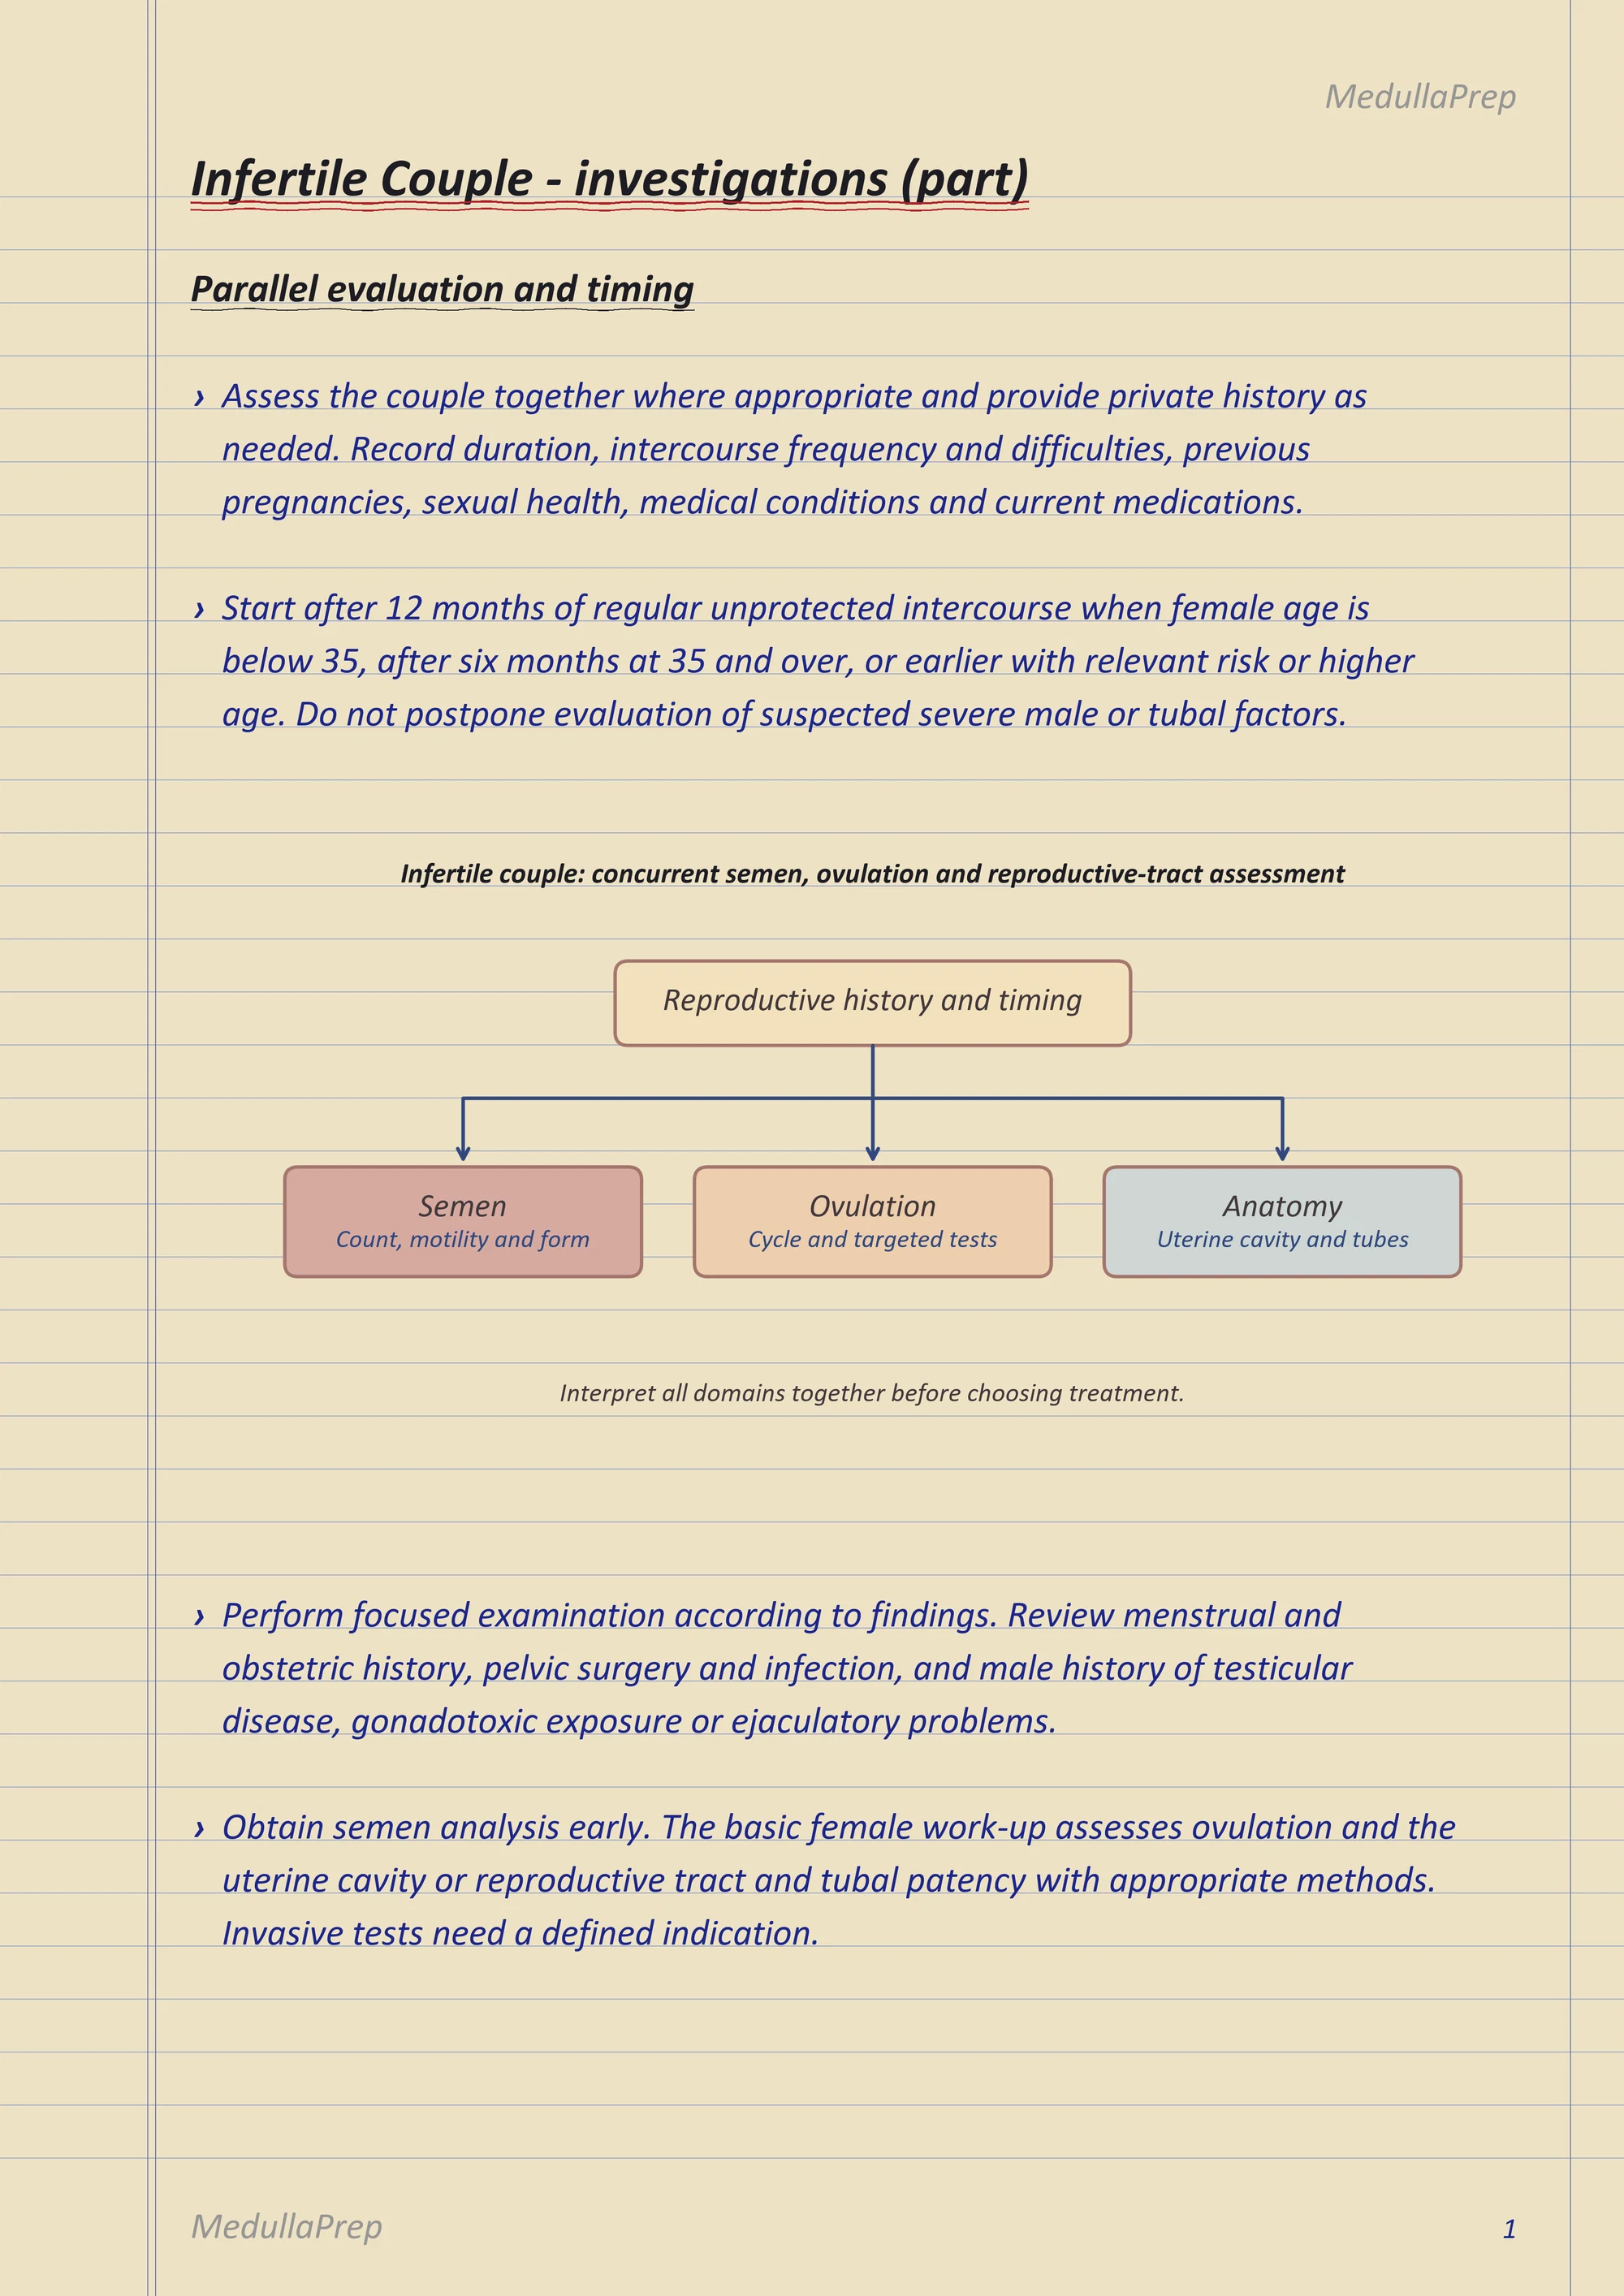 MedullaPrep
Infertile Couple - investigations (part)
Parallel evaluation and timing
› Assess the couple together where appropriate and provide private history as
needed. Record duration, intercourse frequency and difficulties, previous
pregnancies, sexual health, medical conditions and current medications.
› Start after 12 months of regular unprotected intercourse when female age is
below 35, after six months at 35 and over, or earlier with relevant risk or higher
age. Do not postpone evaluation of suspected severe male or tubal factors.
Infertile couple: concurrent semen, ovulation and reproductive-tract assessment
Reproductive history and timing
Semen
Count, motility and form
Ovulation
Cycle and targeted tests
Anatomy
Uterine cavity and tubes
Interpret all domains together before choosing treatment.
› Perform focused examination according to findings. Review menstrual and
obstetric history, pelvic surgery and infection, and male history of testicular
disease, gonadotoxic exposure or ejaculatory problems.
› Obtain semen analysis early. The basic female work-up assesses ovulation and the
uterine cavity or reproductive tract and tubal patency with appropriate methods.
Invasive tests need a defined indication.
MedullaPrep
1